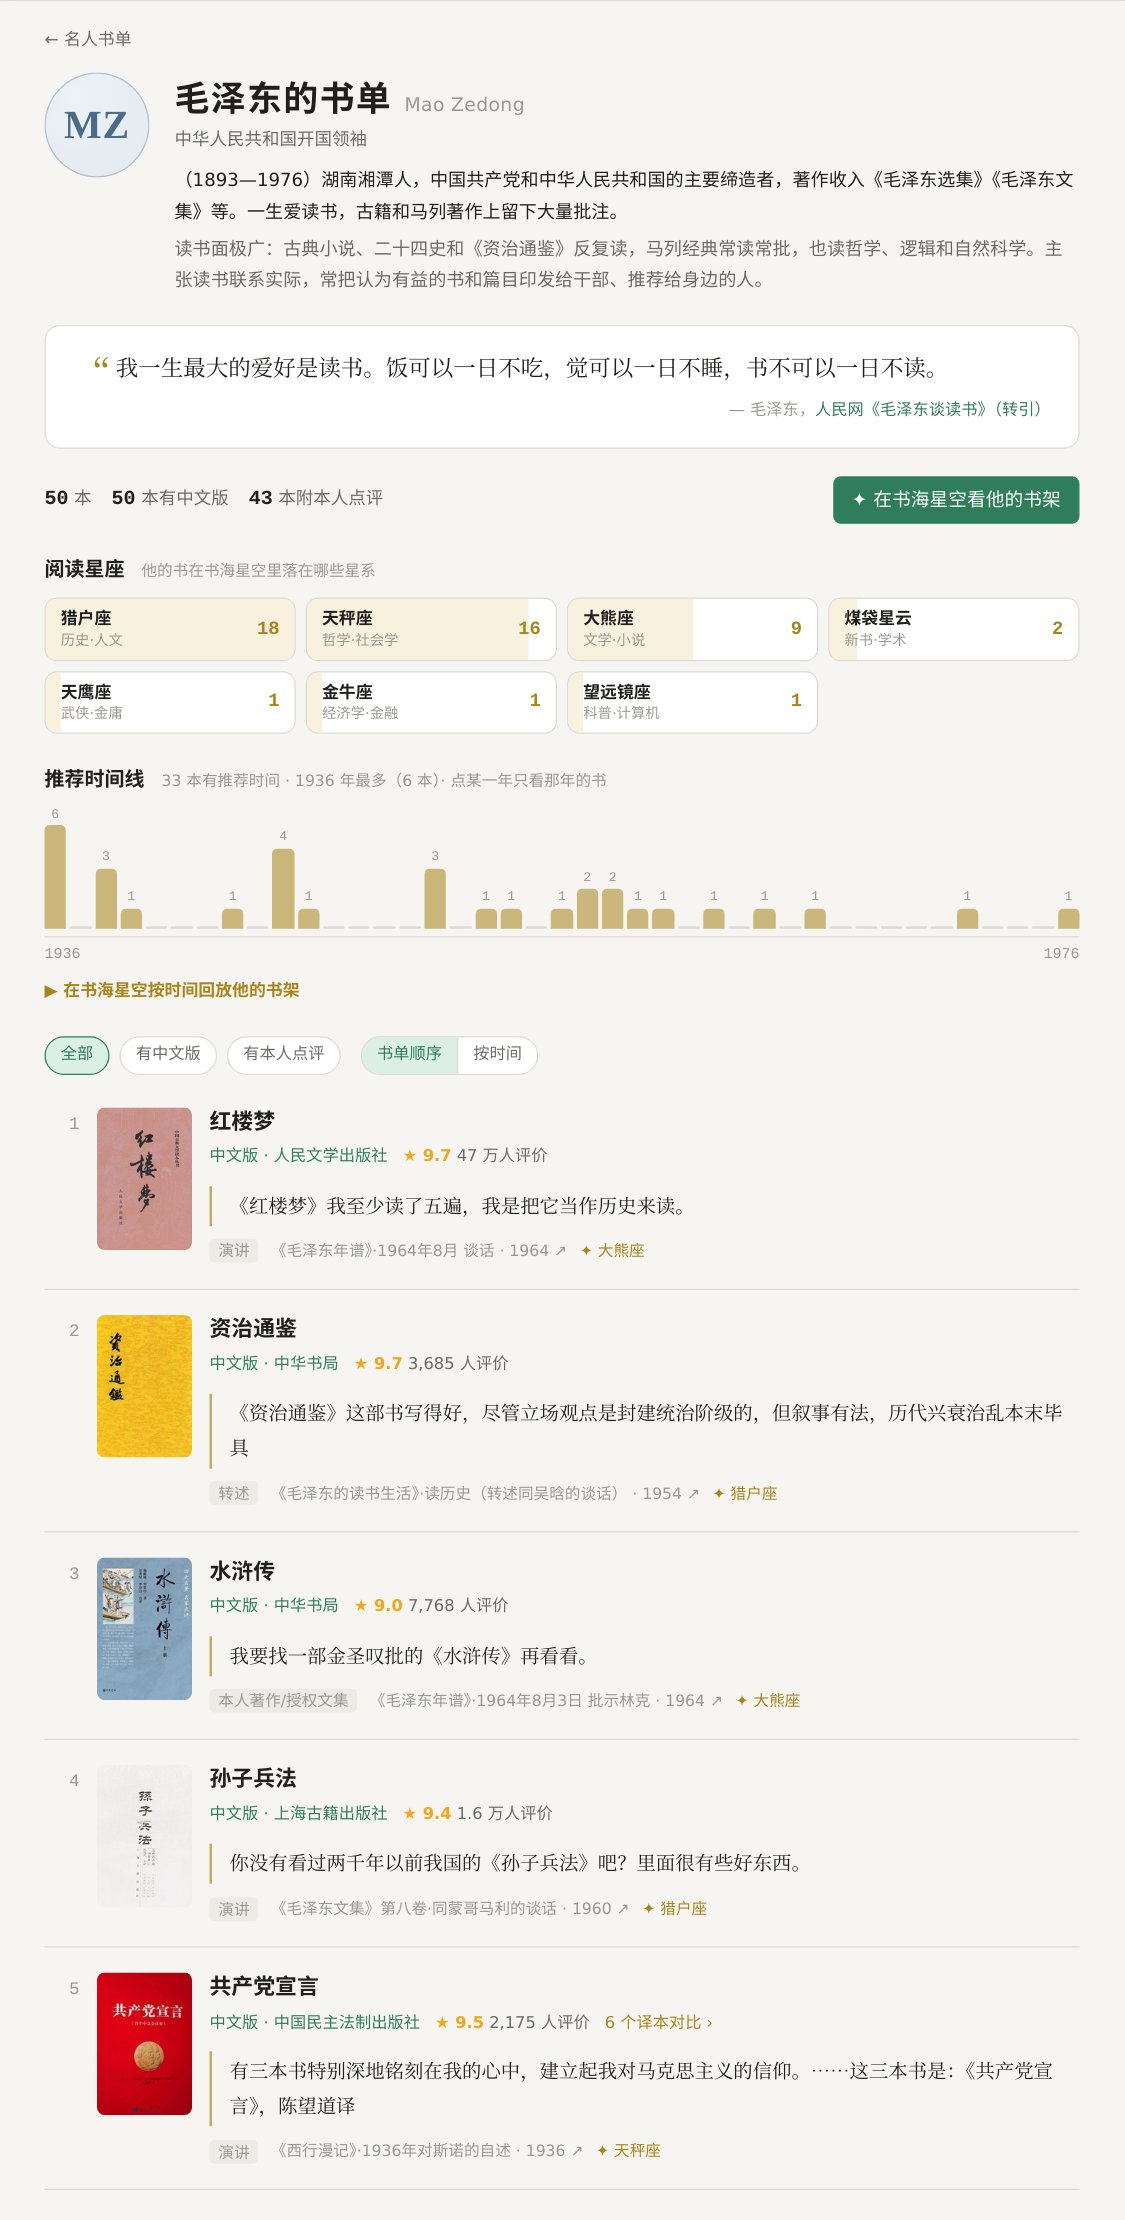 ← 名人书单
MZ
毛泽东的书单 Mao Zedong
中华人民共和国开国领袖
（1893—1976）湖南湘潭人，中国共产党和中华人民共和国的主要缔造者，著作收入《毛泽东选集》《毛泽东文
集》等。一生爱读书，古籍和马列著作上留下大量批注。
读书面极广：古典小说、二十四史和《资治通鉴》反复读，马列经典常读常批，也读哲学、逻辑和自然科学。主
张读书联系实际，常把认为有益的书和篇目印发给干部、推荐给身边的人。
“ 我一生最大的爱好是读书。饭可以一日不吃，觉可以一日不睡，书不可以一日不读。
— 毛泽东，人民网《毛泽东谈读书》（转引）
50 本 50 本有中文版 43 本附本人点评
✦ 在书海星空看他的书架
阅读星座 他的书在书海星空里落在哪些星系
猎户座 18
历史·人文
天秤座 16
哲学·社会学
大熊座 9
文学·小说
煤袋星云 2
新书·学术
天鹰座 1
武侠·金庸
金牛座 1
经济学·金融
望远镜座 1
科普·计算机
推荐时间线 33 本有推荐时间 · 1936 年最多（6 本）· 点某一年只看那年的书
6 3 1 1 4 1 3 1 1 1 2 2 1 1 1 1 1 1 1
1936 1976
▶ 在书海星空按时间回放他的书架
全部 有中文版 有本人点评 书单顺序 按时间
1
红楼梦
红楼梦
中文版 · 人民文学出版社 ★ 9.7 47 万人评价
《红楼梦》我至少读了五遍，我是把它当作历史来读。
演讲 《毛泽东年谱》·1964年8月 谈话 · 1964 ↗ ✦ 大熊座
2
資治通鑑
资治通鉴
中文版 · 中华书局 ★ 9.7 3,685 人评价
《资治通鉴》这部书写得好，尽管立场观点是封建统治阶级的，但叙事有法，历代兴衰治乱本末毕
具
转述 《毛泽东的读书生活》·读历史（转述同吴晗的谈话） · 1954 ↗ ✦ 猎户座
3
水滸傳
水浒传
中文版 · 中华书局 ★ 9.0 7,768 人评价
我要找一部金圣叹批的《水浒传》再看看。
本人著作/授权文集 《毛泽东年谱》·1964年8月3日 批示林克 · 1964 ↗ ✦ 大熊座
4
孫子兵法
孙子兵法
中文版 · 上海古籍出版社 ★ 9.4 1.6 万人评价
你没有看过两千年以前我国的《孙子兵法》吧？里面很有些好东西。
演讲 《毛泽东文集》第八卷·同蒙哥马利的谈话 · 1960 ↗ ✦ 猎户座
5
共产党宣言
共产党宣言
中文版 · 中国民主法制出版社 ★ 9.5 2,175 人评价 6 个译本对比 ›
有三本书特别深地铭刻在我的心中，建立起我对马克思主义的信仰。⋯⋯这三本书是：《共产党宣
言》，陈望道译
演讲 《西行漫记》·1936年对斯诺的自述 · 1936 ↗ ✦ 天秤座